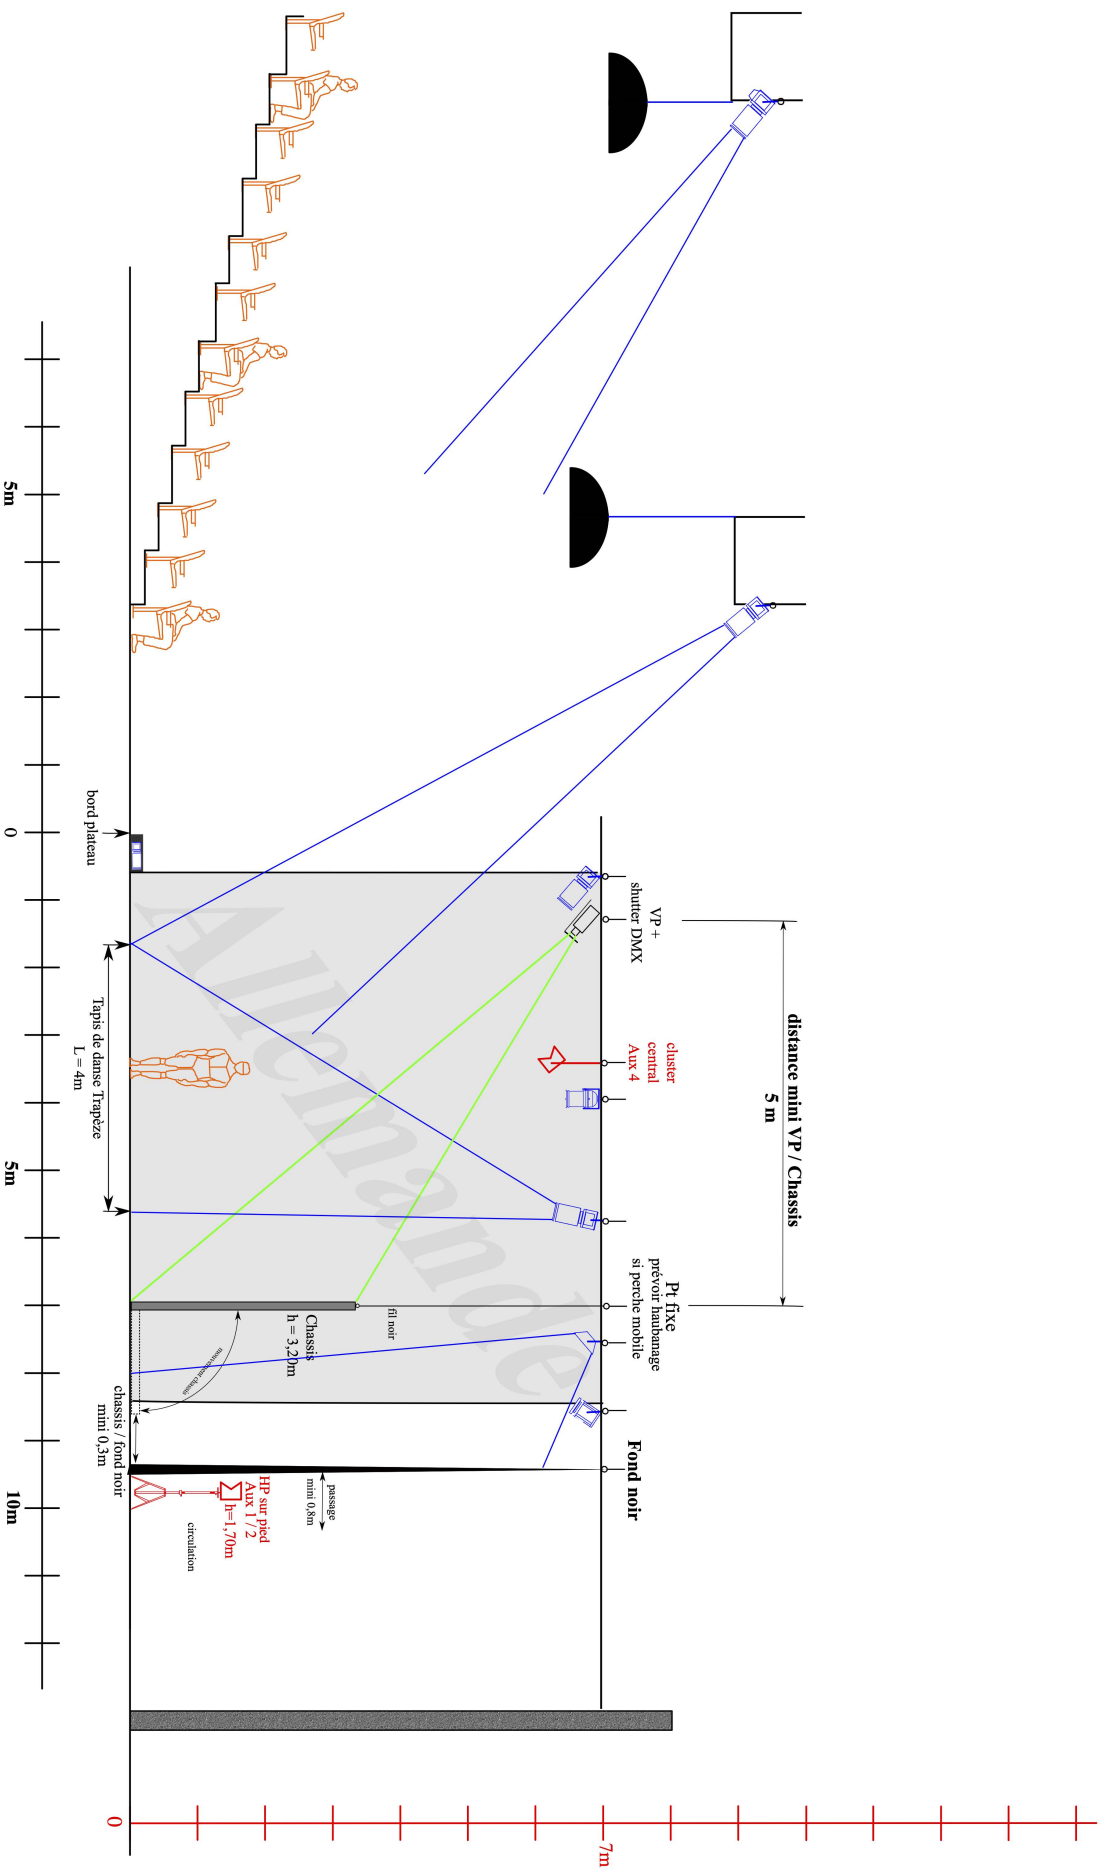 distance mini VP / Chassis
5 m
VP +
shutter DMX
cluster
central
Aux 4
Pt fixe
prévoir haubanage
si perche mobile
Fond noir
Allemande
fil noir
Chassis
h = 3,20m
mouvement chassis
passage
mini 0,8m
HP sur pied
Aux 1 / 2
h=1,70m
circulation
bord plateau
Tapis de danse Trapèze
L = 4m
chassis / fond noir
mini 0,3m
5m
0
5m
10m
0
7m